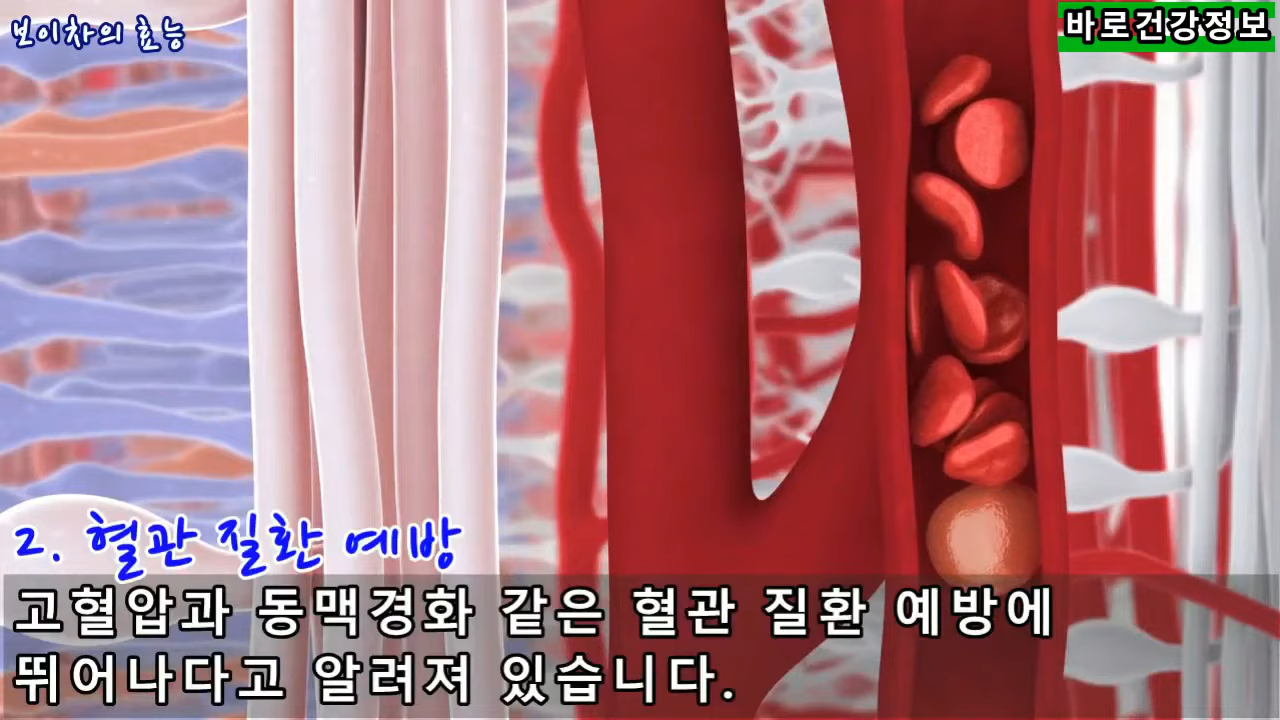 보이차의 효능
바로건강정보
2. 혈관 질환 예방
고혈압과 동맥경화 같은 혈관 질환 예방에
뛰어나다고 알려져 있습니다.